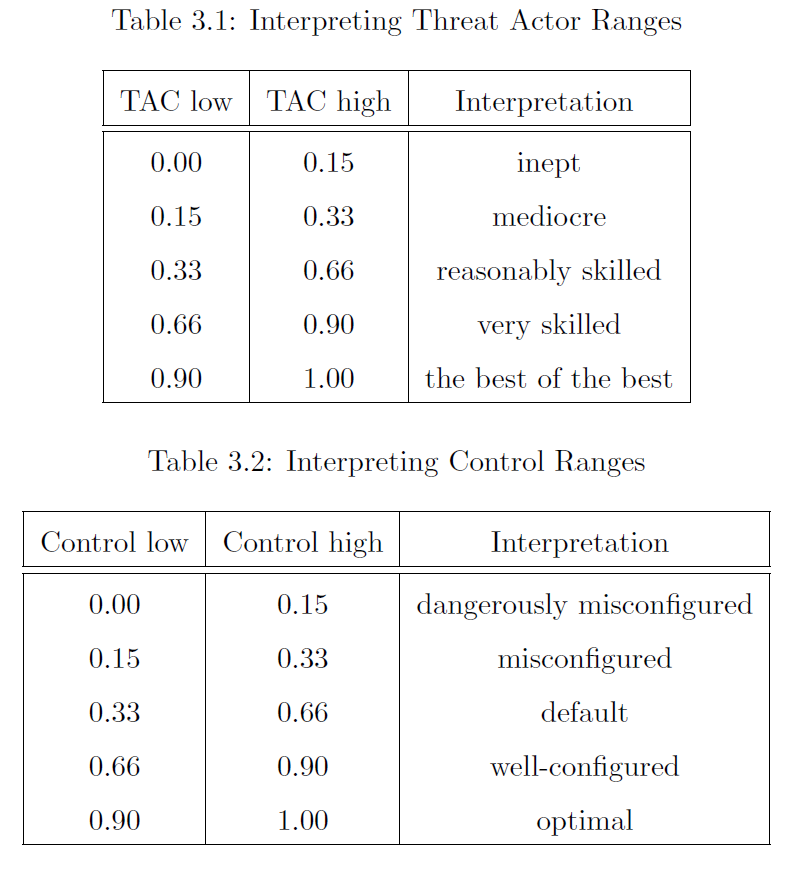 Table 3.1: Interpreting Threat Actor Ranges
TAC low TAC high Interpretation
0.00 0.15 inept
0.15 0.33 mediocre
0.33 0.66 reasonably skilled
0.66 0.90 very skilled
0.90 1.00 the best of the best
Table 3.2: Interpreting Control Ranges
Control low Control high Interpretation
0.00 0.15 dangerously misconfigured
0.15 0.33 misconfigured
0.33 0.66 default
0.66 0.90 well-configured
0.90 1.00 optimal